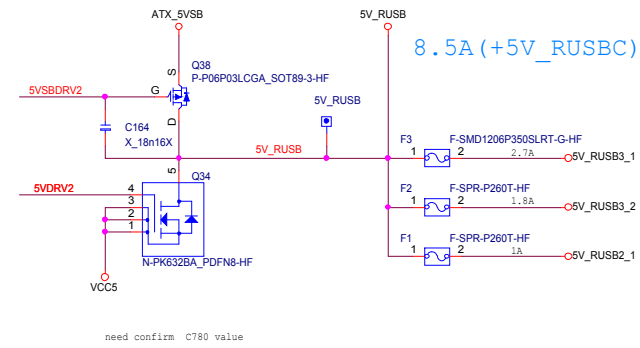 ATX_5VSB
5V_RUSB
8.5A(+5V_RUSBC)
S
Q38
P-P06P03LCGA_SOT89-3-HF
5VSBDRV2
G
5V_RUSB
D
C164
X_18n16X
F3
F-SMD1206P350SLRT-G-HF
5V_RUSB
1
2
2.7A
5V_RUSB3_1
5
Q34
5VDRV2
4
F2
F-SPR-P260T-HF
3
1
2
1.8A
5V_RUSB3_2
2
1
F1
F-SPR-P260T-HF
1
2
1A
5V_RUSB2_1
N-PK632BA_PDFN8-HF
VCC5
need confirm C780 value